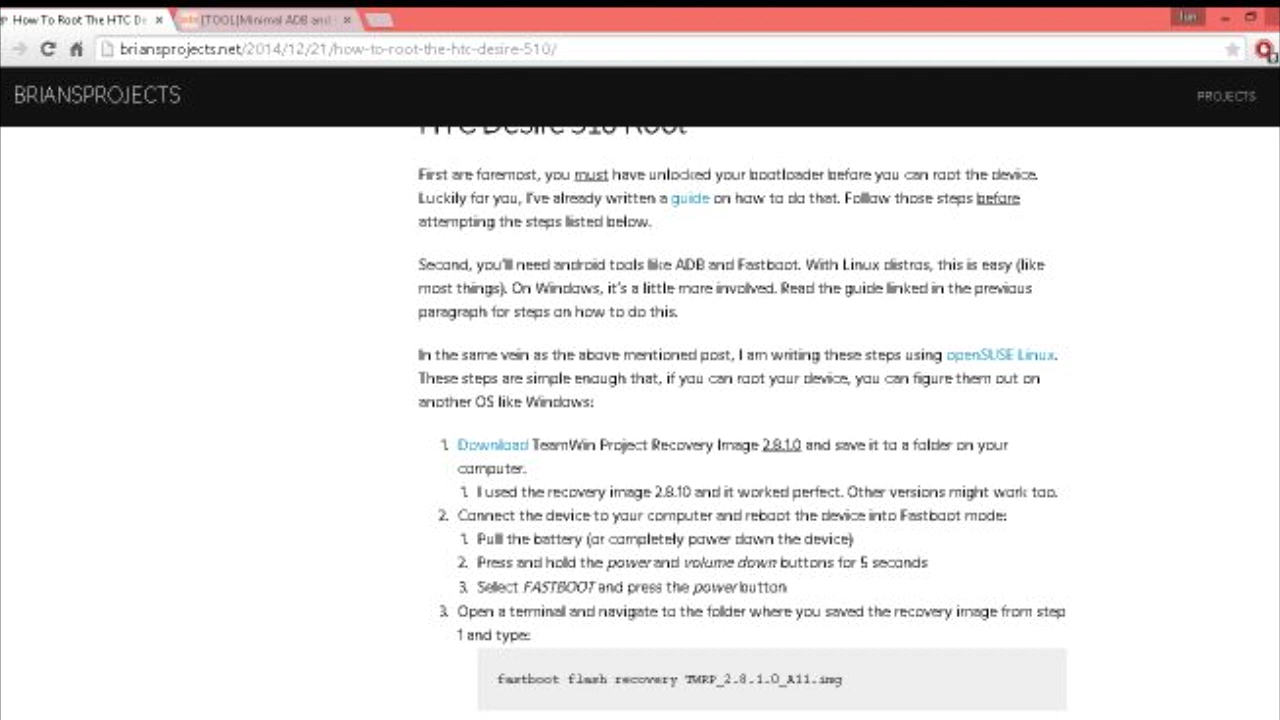 How To Root The HTC De
[TOOL]Minimal ADB and
Jun
briansprojects.net/2014/12/21/how-to-root-the-htc-desire-510/
BRIANSPROJECTS
PROJECTS
HTC Desire 510 Root
First are foremost, you must have unlocked your bootloader before you can root the device.
Luckily for you, I've already written a guide on how to do that. Follow those steps before
attempting the steps listed below.
Second, you'll need android tools like ADB and Fastboot. With Linux distros, this is easy (like
most things). On Windows, it's a little more involved. Read the guide linked in the previous
paragraph for steps on how to do this.
In the same vein as the above mentioned post, I am writing these steps using openSUSE Linux.
These steps are simple enough that, if you can root your device, you can figure them out on
another OS like Windows:
1. Download TeamWin Project Recovery Image 2.8.1.0 and save it to a folder on your
computer.
1. I used the recovery image 2.8.10 and it worked perfect. Other versions might work too.
2. Connect the device to your computer and reboot the device into Fastboot mode:
1. Pull the battery (or completely power down the device)
2. Press and hold the power and volume down buttons for 5 seconds
3. Select FASTBOOT and press the power button
3. Open a terminal and navigate to the folder where you saved the recovery image from step
1 and type:
fastboot flash recovery TWRP_2.8.1.0_A11.img